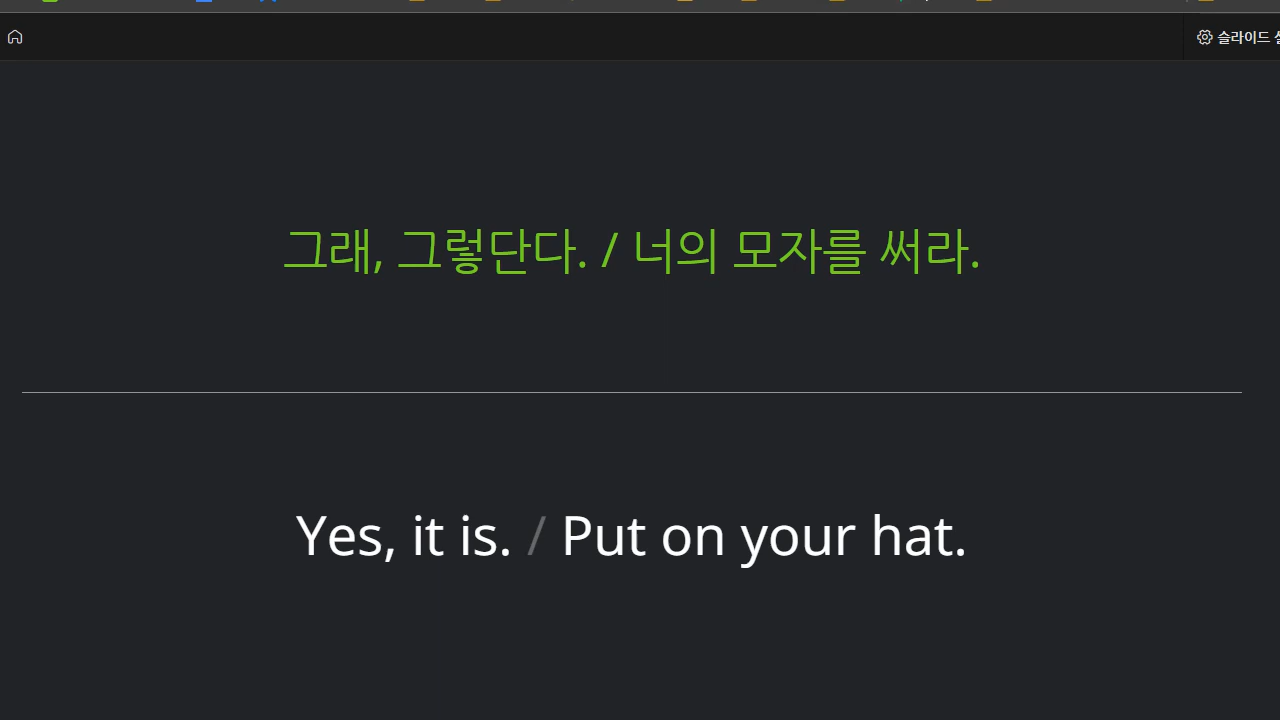 슬라이드
그래, 그렇단다. / 너의 모자를 써라.
Yes, it is. / Put on your hat.